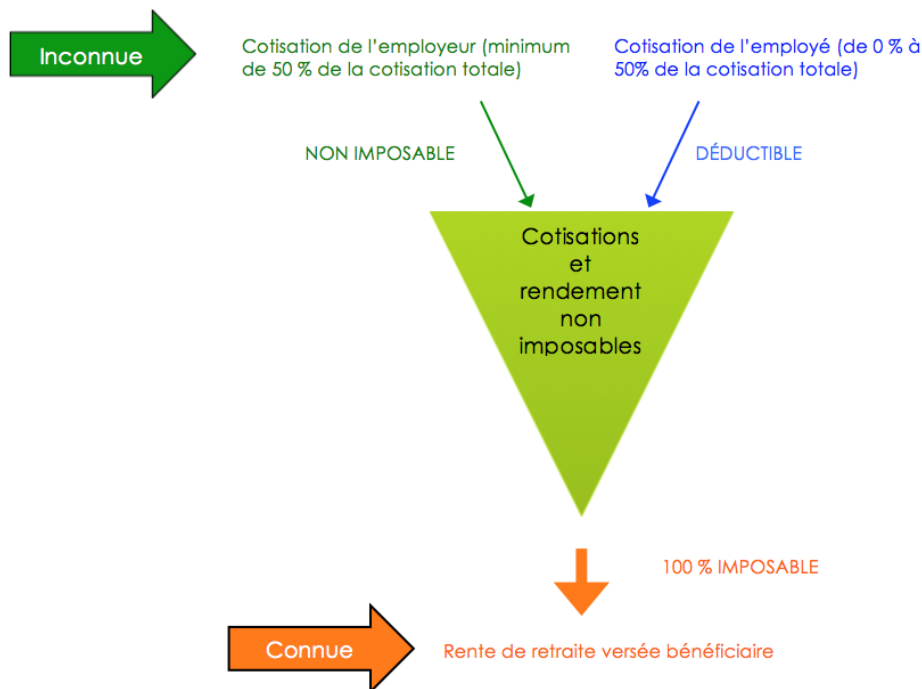 Inconnue
Cotisation de l'employeur (minimum
de 50 % de la cotisation totale)
Cotisation de l'employé (de 0 % à
50% de la cotisation totale)
NON IMPOSABLE
DÉDUCTIBLE
Cotisations
et
rendement
non
imposables
100 % IMPOSABLE
Connue
Rente de retraite versée bénéficiaire